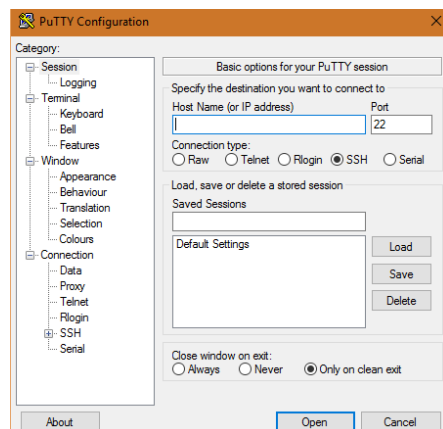 PuTTY Configuration
Category:
Session
Logging
Terminal
Keyboard
Bell
Features
Window
Appearance
Behaviour
Translation
Selection
Colours
Connection
Data
Proxy
Telnet
Rlogin
SSH
Serial
Basic options for your PuTTY session
Specify the destination you want to connect to
Host Name (or IP address) Port
22
Connection type:
Raw Telnet Rlogin SSH Serial
Load, save or delete a stored session
Saved Sessions
Default Settings
Load
Save
Delete
Close window on exit:
Always Never Only on clean exit
About Open Cancel